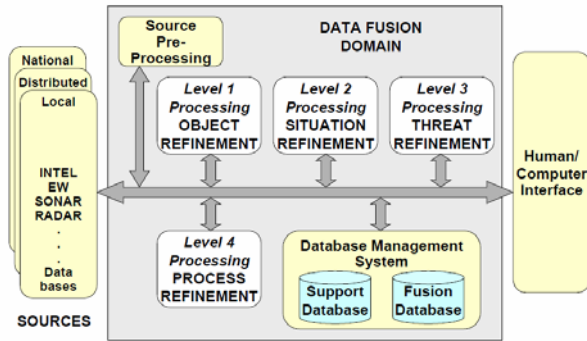 DATA FUSION
DOMAIN
Source
Pre-
Processing
National
Distributed
Local
INTEL
EW
SONAR
RADAR
.
.
.
Data
bases
SOURCES
Level 1
Processing
OBJECT
REFINEMENT
Level 2
Processing
SITUATION
REFINEMENT
Level 3
Processing
THREAT
REFINEMENT
Human/
Computer
Interface
Level 4
Processing
PROCESS
REFINEMENT
Database Management
System
Support
Database
Fusion
Database